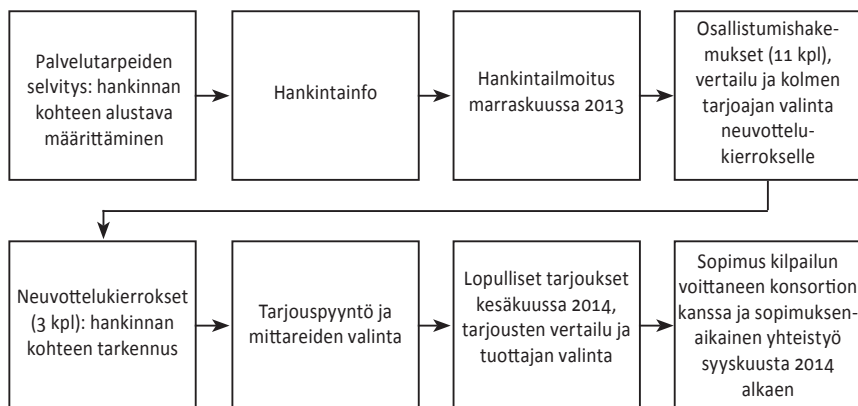 Palvelutarpeiden
selvitys: hankinnan
kohteen alustava
määrittäminen
Hankintainfo
Hankintailmoitus
marraskuussa 2013
Osallistumishake-
mukset (11 kpl),
vertailu ja kolmen
tarjoajan valinta
neuvottelu-
kierrokselle
Neuvottelukierrokset
(3 kpl): hankinnan
kohteen tarkennus
Tarjouspyyntö ja
mittareiden valinta
Lopulliset tarjoukset
kesäkuussa 2014,
tarjousten vertailu ja
tuottajan valinta
Sopimus kilpailun
voittaneen konsortion
kanssa ja sopimuksen-
aikainen yhteistyö
syyskuusta 2014
alkaen